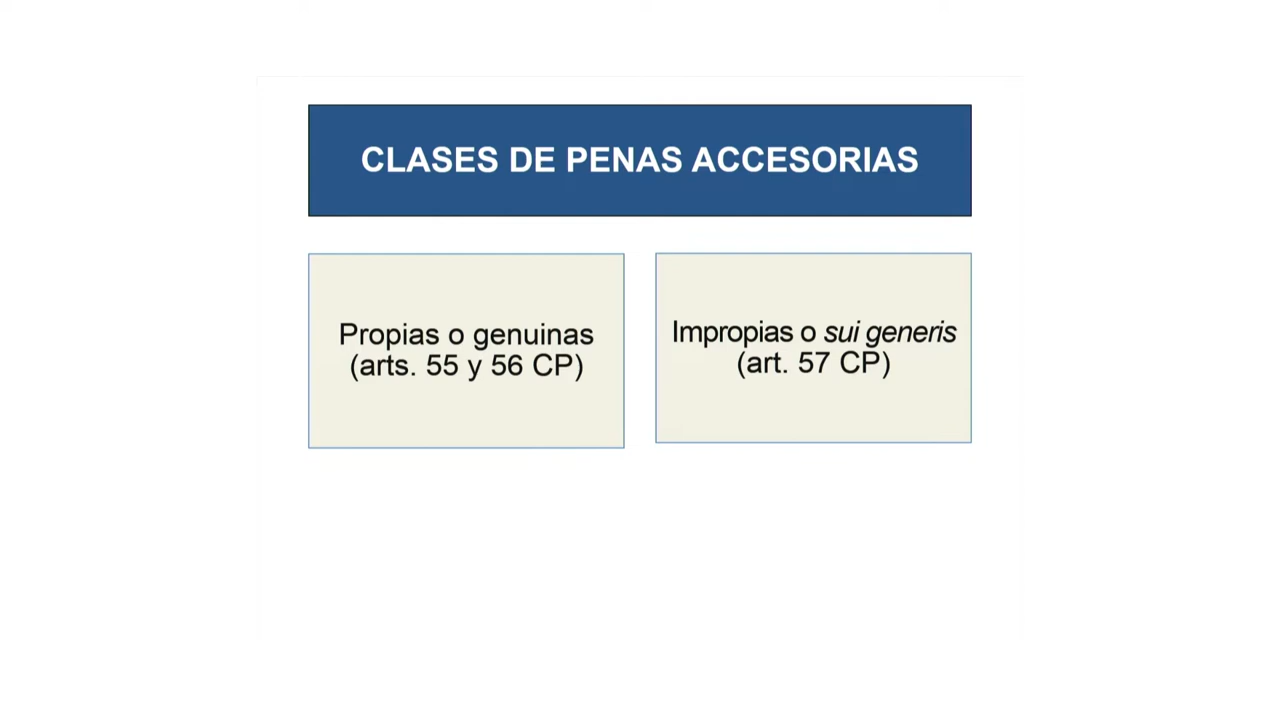 CLASES DE PENAS ACCESORIAS
Propias o genuinas
(arts. 55 y 56 CP)
Impropias o sui generis
(art. 57 CP)